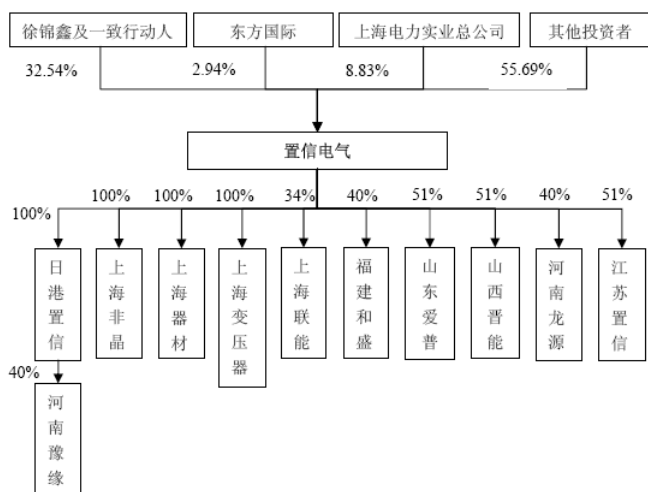 徐锦鑫及一致行动人
东方国际
上海电力实业总公司
其他投资者
32.54%
2.94%
8.83%
55.69%
置信电气
100%
100%
100%
100%
34%
40%
51%
51%
40%
51%
日港置信
上海非晶
上海器材
上海变压器
上海联能
福建和盛
山东爱普
山西晋能
河南龙源
江苏置信
40%
河南豫缘